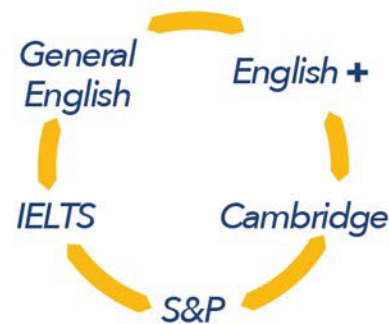 General
English
English +
IELTS
Cambridge
S&P